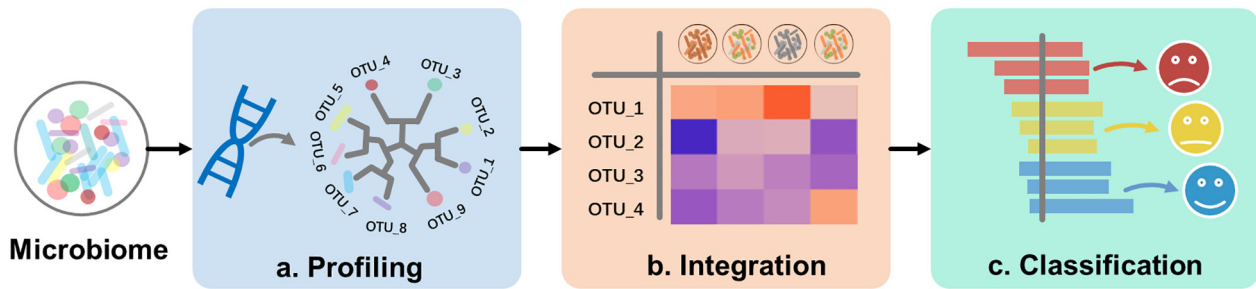 Microbiome
OTU_1
OTU_2
OTU_3
OTU_4
OTU_5
OTU_6
OTU_7
OTU_8
OTU_9
a. Profiling
OTU_1
OTU_2
OTU_3
OTU_4
b. Integration
c. Classification